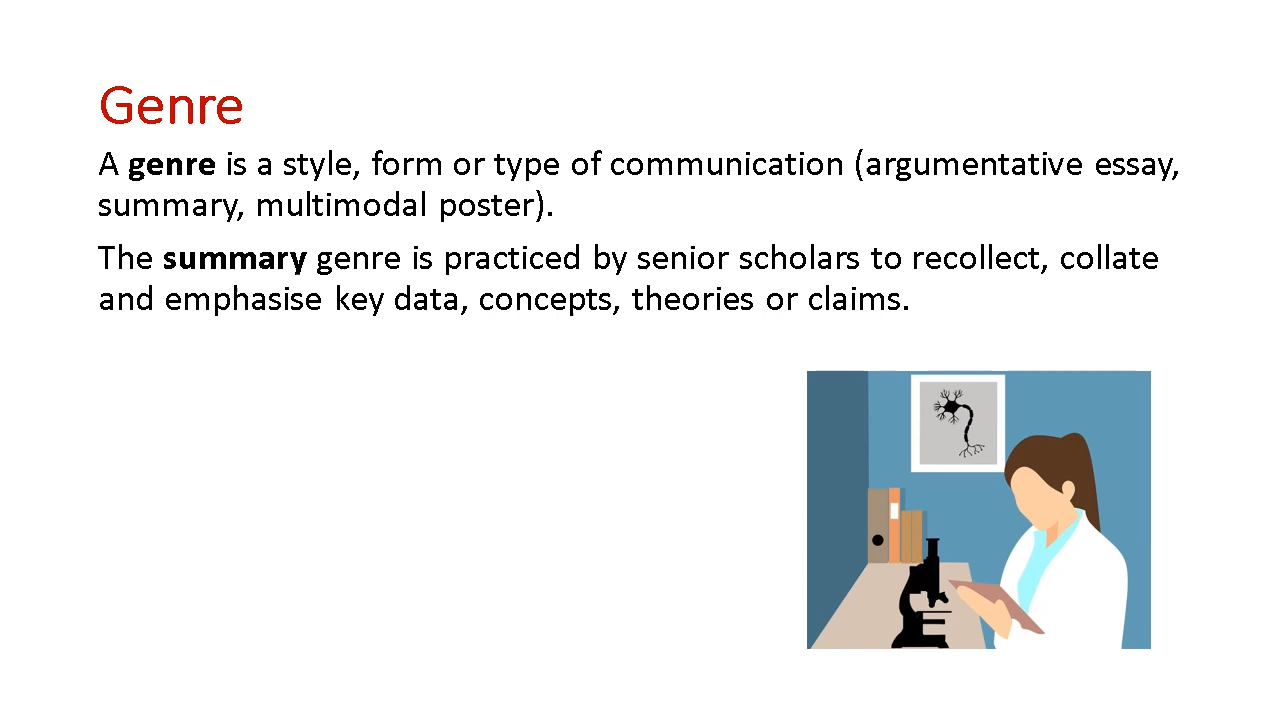 Genre
A genre is a style, form or type of communication (argumentative essay,
summary, multimodal poster).
The summary genre is practiced by senior scholars to recollect, collate
and emphasise key data, concepts, theories or claims.